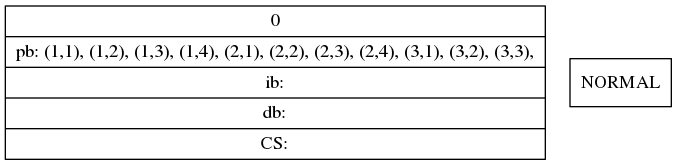 0
pb: (1,1), (1,2), (1,3), (1,4), (2,1), (2,2), (2,3), (2,4), (3,1), (3,2), (3,3),
ib:
db:
CS:
NORMAL